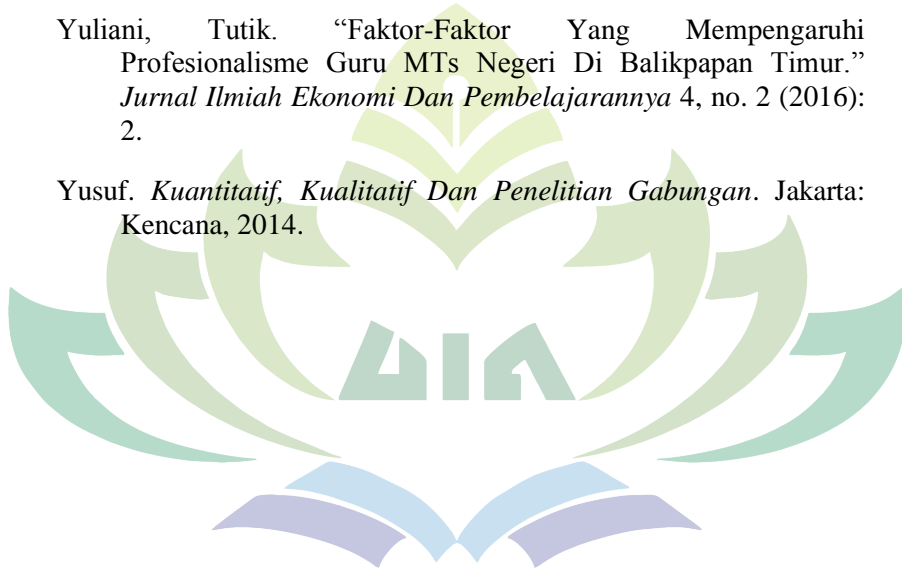 Yuliani, Tutik. “Faktor-Faktor Yang Mempengaruhi
Profesionalisme Guru MTs Negeri Di Balikpapan Timur.”
Jurnal Ilmiah Ekonomi Dan Pembelajarannya 4, no. 2 (2016):
2.
Yusuf. Kuantitatif, Kualitatif Dan Penelitian Gabungan. Jakarta:
Kencana, 2014.
UIN